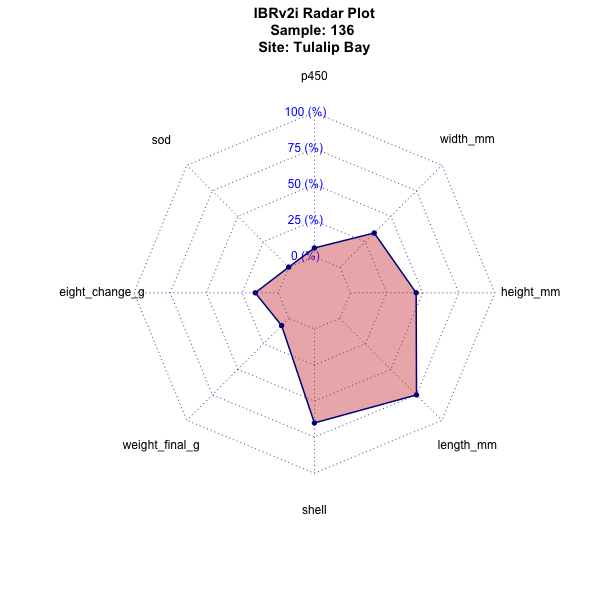 IBRv2i Radar Plot
Sample: 136
Site: Tulalip Bay
p450
100 (%)
sod
width_mm
75 (%)
50 (%)
25 (%)
0 (%)
eight_change_g
height_mm
weight_final_g
length_mm
shell